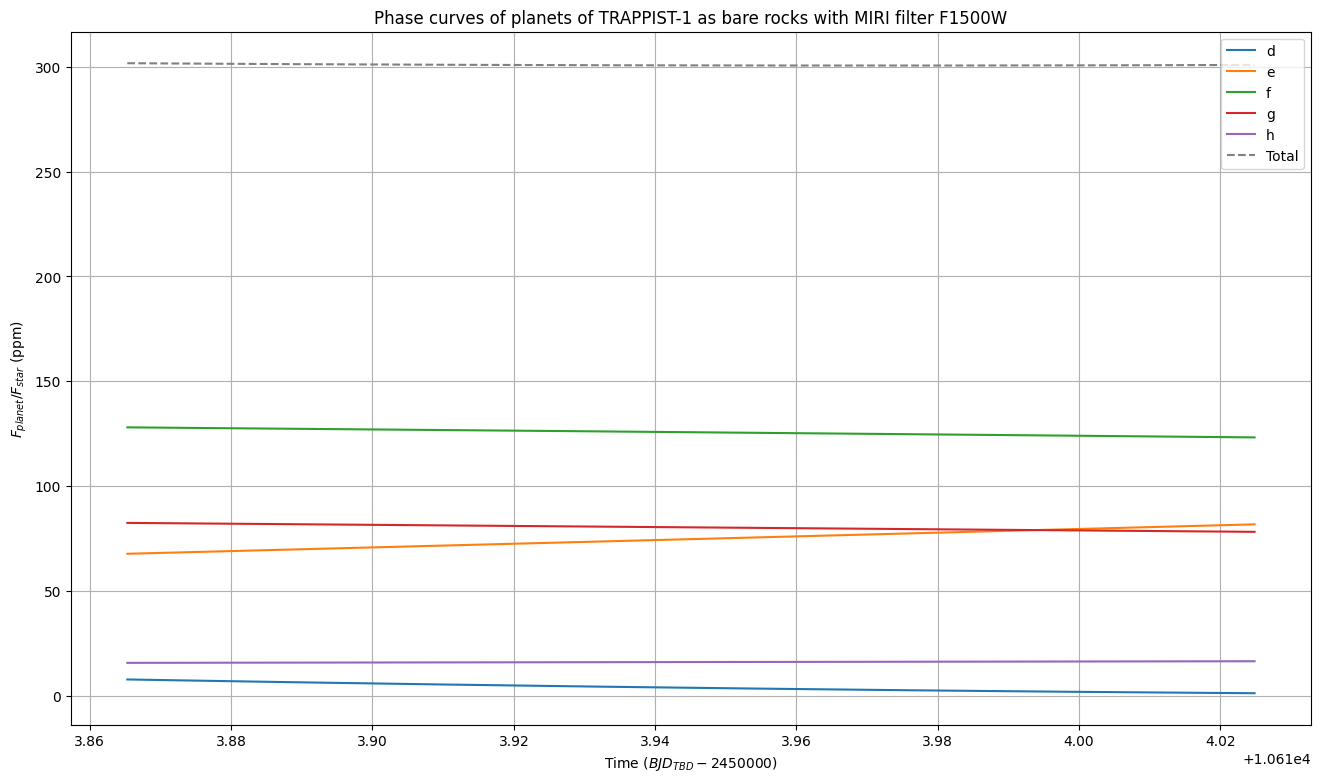 Phase curves of planets of TRAPPIST-1 as bare rocks with MIRI filter F1500W
d
e
f
g
h
Total
300
250
200
150
100
50
0
F_planet/F_star (ppm)
3.86 3.88 3.90 3.92 3.94 3.96 3.98 4.00 4.02
+1.061e4
Time (BJD_TBD − 2450000)